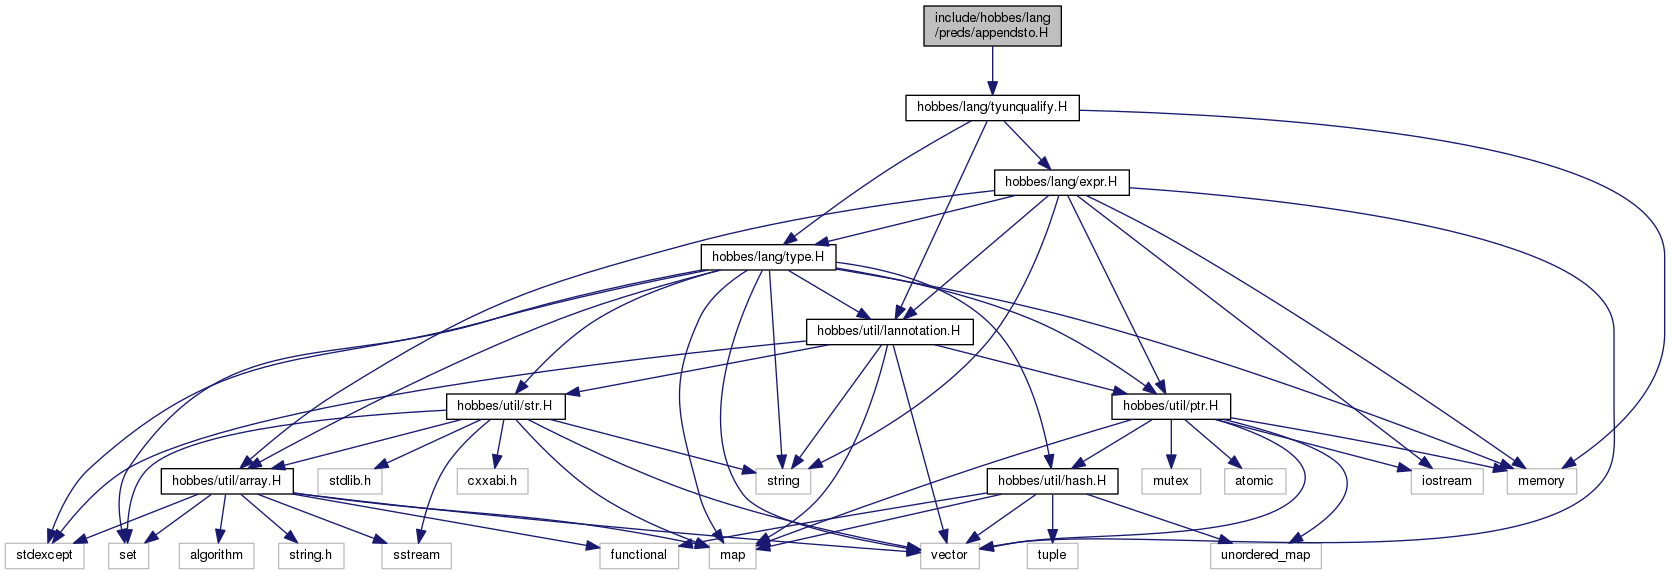 include/hobbes/lang
/preds/appendsto.H
hobbes/lang/tyunqualify.H
hobbes/lang/expr.H
hobbes/lang/type.H
hobbes/util/lannotation.H
hobbes/util/str.H
hobbes/util/ptr.H
hobbes/util/array.H
stdlib.h
cxxabi.h
string
hobbes/util/hash.H
mutex
atomic
iostream
memory
stdexcept
set
algorithm
string.h
sstream
functional
map
vector
tuple
unordered_map